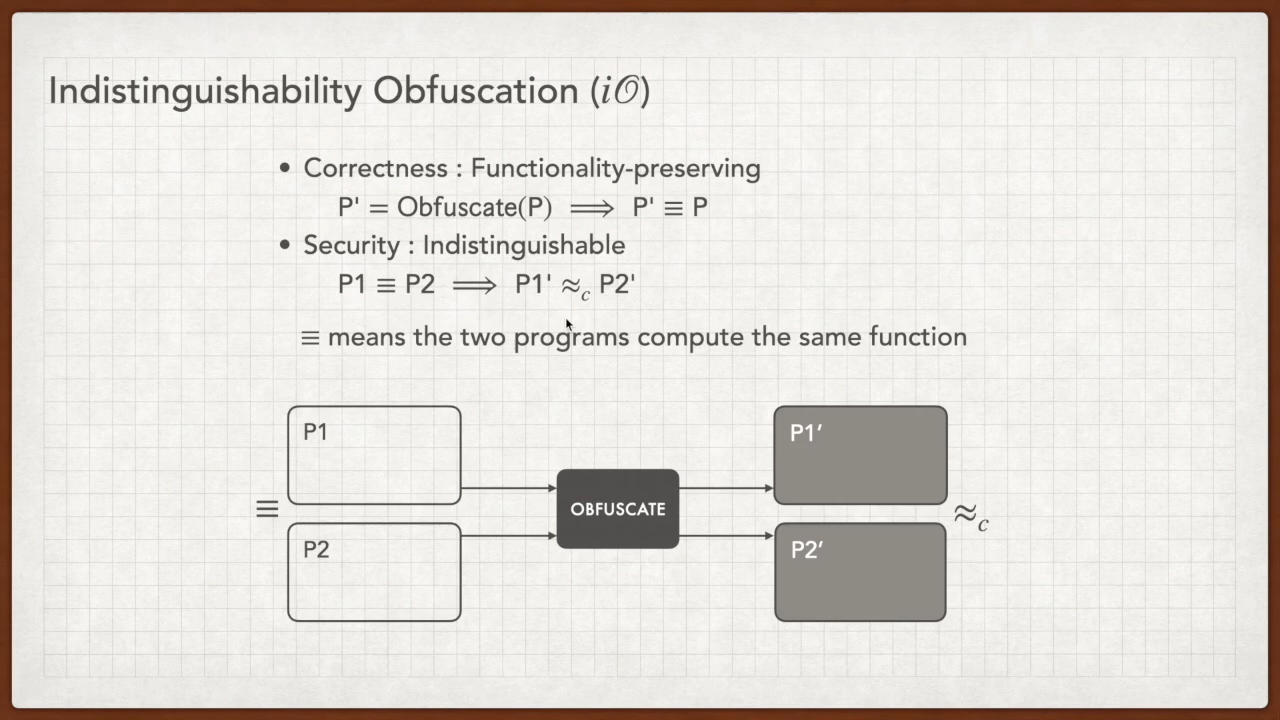 Indistinguishability Obfuscation (i𝒪)
• Correctness : Functionality-preserving
P' = Obfuscate(P) ⟹ P' ≡ P
• Security : Indistinguishable
P1 ≡ P2 ⟹ P1' ≈c P2'
≡ means the two programs compute the same function
P1
P1′
OBFUSCATE
≡
≈c
P2
P2′